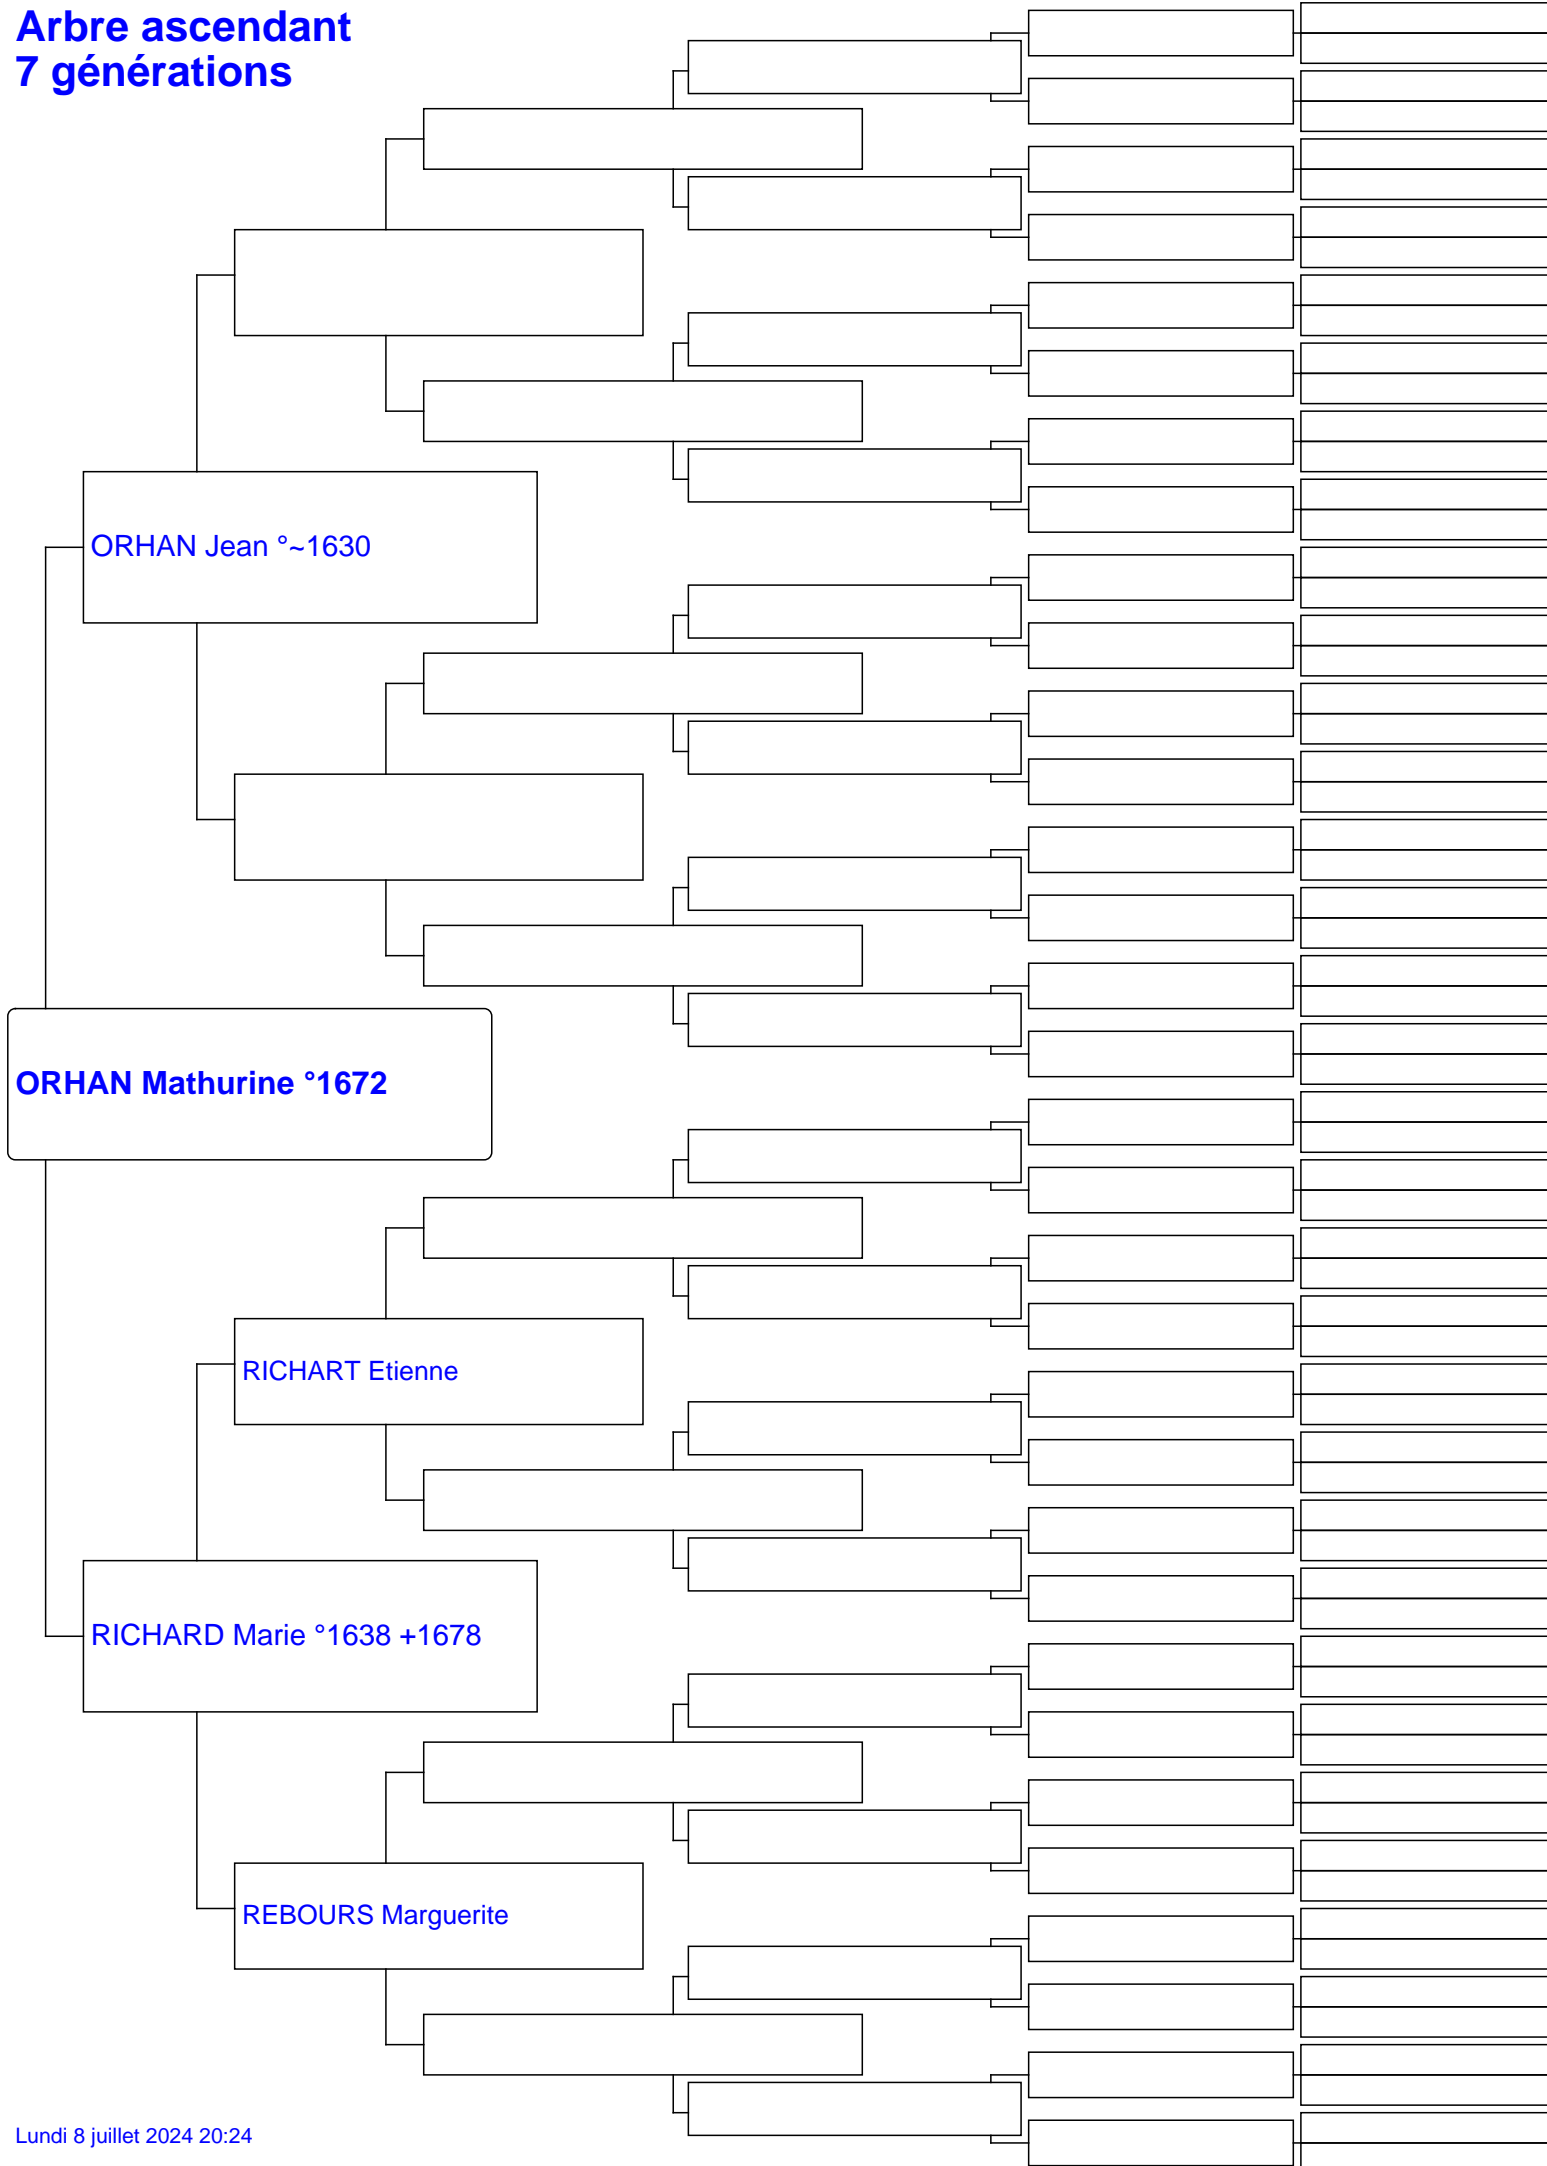 Arbre ascendant
7 générations
ORHAN Jean °~1630
ORHAN Mathurine °1672
RICHART Etienne
RICHARD Marie °1638 +1678
REBOURS Marguerite
Lundi 8 juillet 2024 20:24